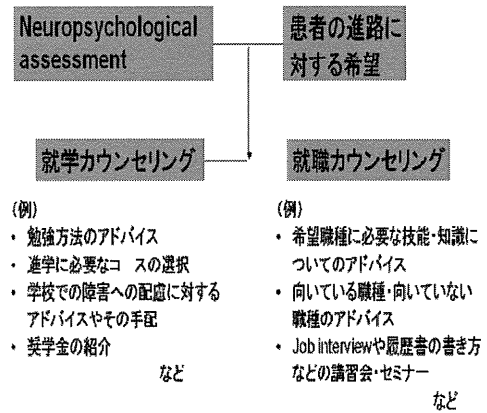 Neuropsychological
assessment
患者の進路に
対する希望
就学カウンセリング
就職カウンセリング
(例)
・ 勉強方法のアドバイス
・ 進学に必要なコースの選択
・ 学校での障害への配慮に対する
アドバイスやその手配
・ 奨学金の紹介
など
(例)
・ 希望職種に必要な技能・知識に
ついてのアドバイス
・ 向いている職種・向いていない
職種のアドバイス
・ Job interviewや履歴書の書き方
などの講習会・セミナー
など